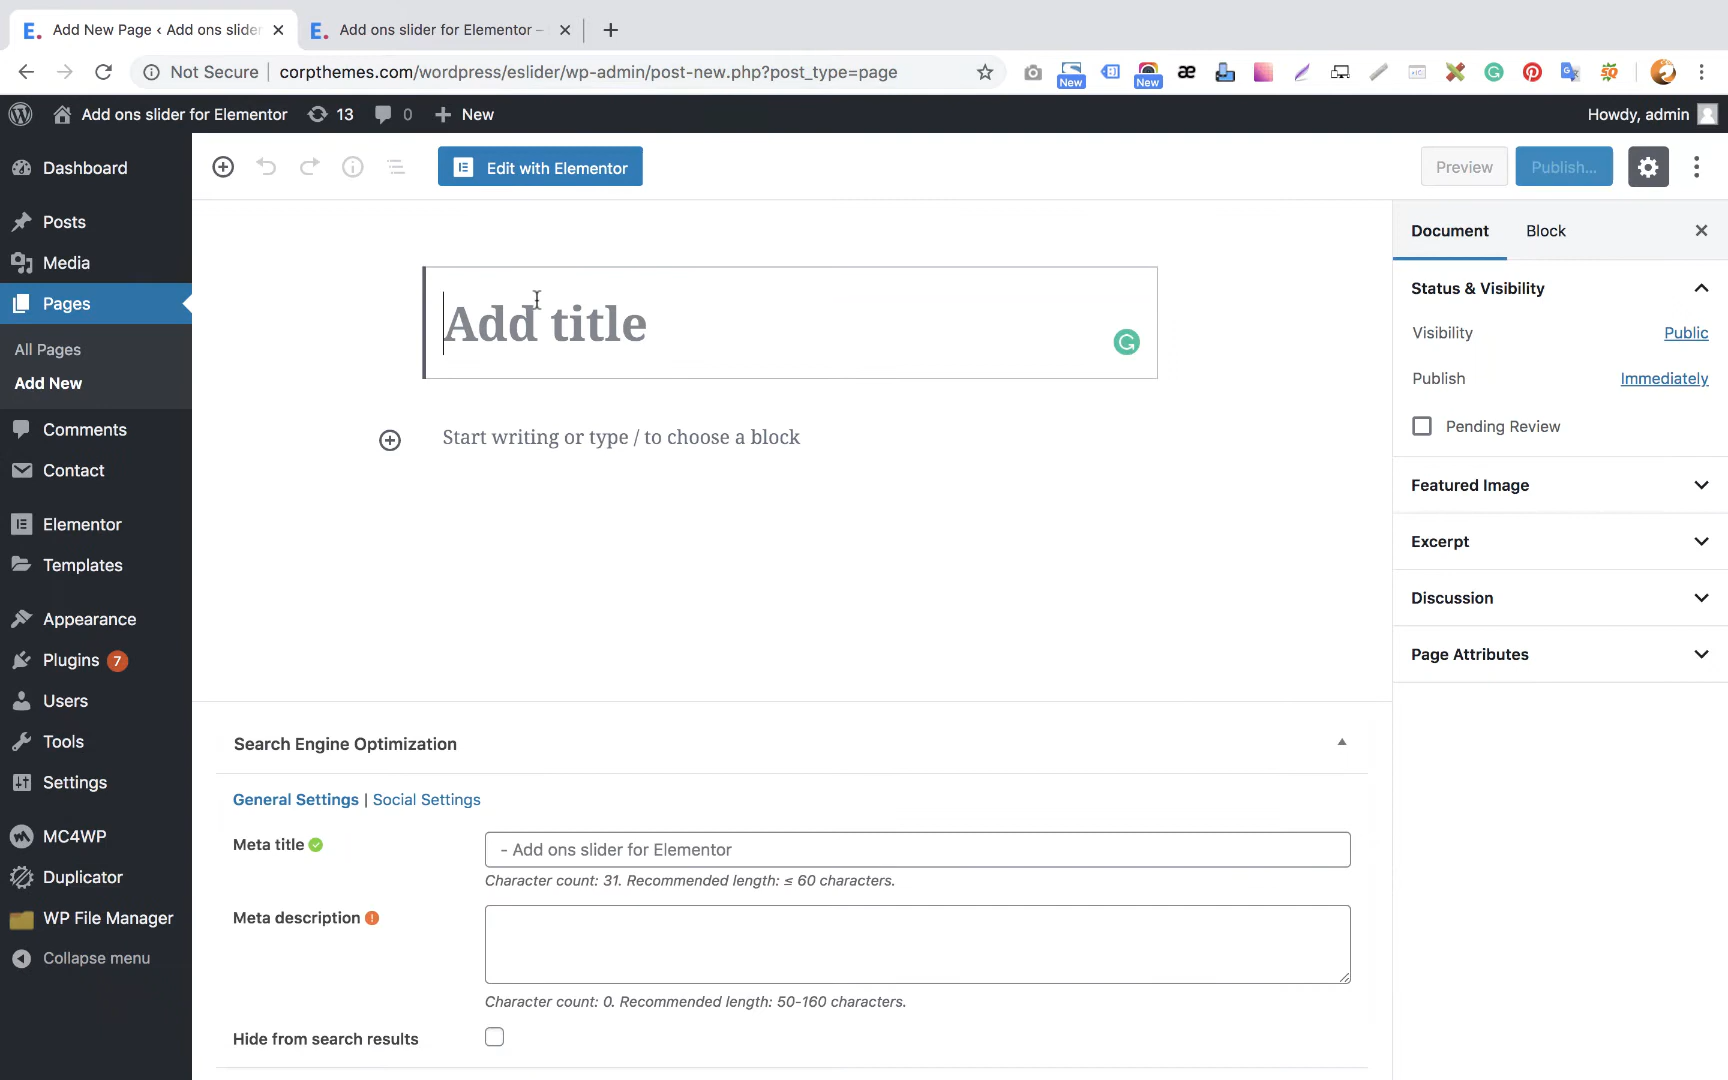 E. Add New Page ‹ Add ons slider
E. Add ons slider for Elementor –
Not Secure corpthemes.com/wordpress/eslider/wp-admin/post-new.php?post_type=page
New
New
æ
Add ons slider for Elementor 13 0 New Howdy, admin
Dashboard
Posts
Media
Pages
All Pages
Add New
Comments
Contact
Elementor
Templates
Appearance
Plugins 7
Users
Tools
Settings
MC4WP
Duplicator
WP File Manager
Collapse menu
Edit with Elementor
Preview
Publish...
Add title
Start writing or type / to choose a block
Document Block
Status & Visibility
Visibility Public
Publish Immediately
Pending Review
Featured Image
Excerpt
Discussion
Page Attributes
Search Engine Optimization
General Settings | Social Settings
Meta title
- Add ons slider for Elementor
Character count: 31. Recommended length: ≤ 60 characters.
Meta description
Character count: 0. Recommended length: 50-160 characters.
Hide from search results